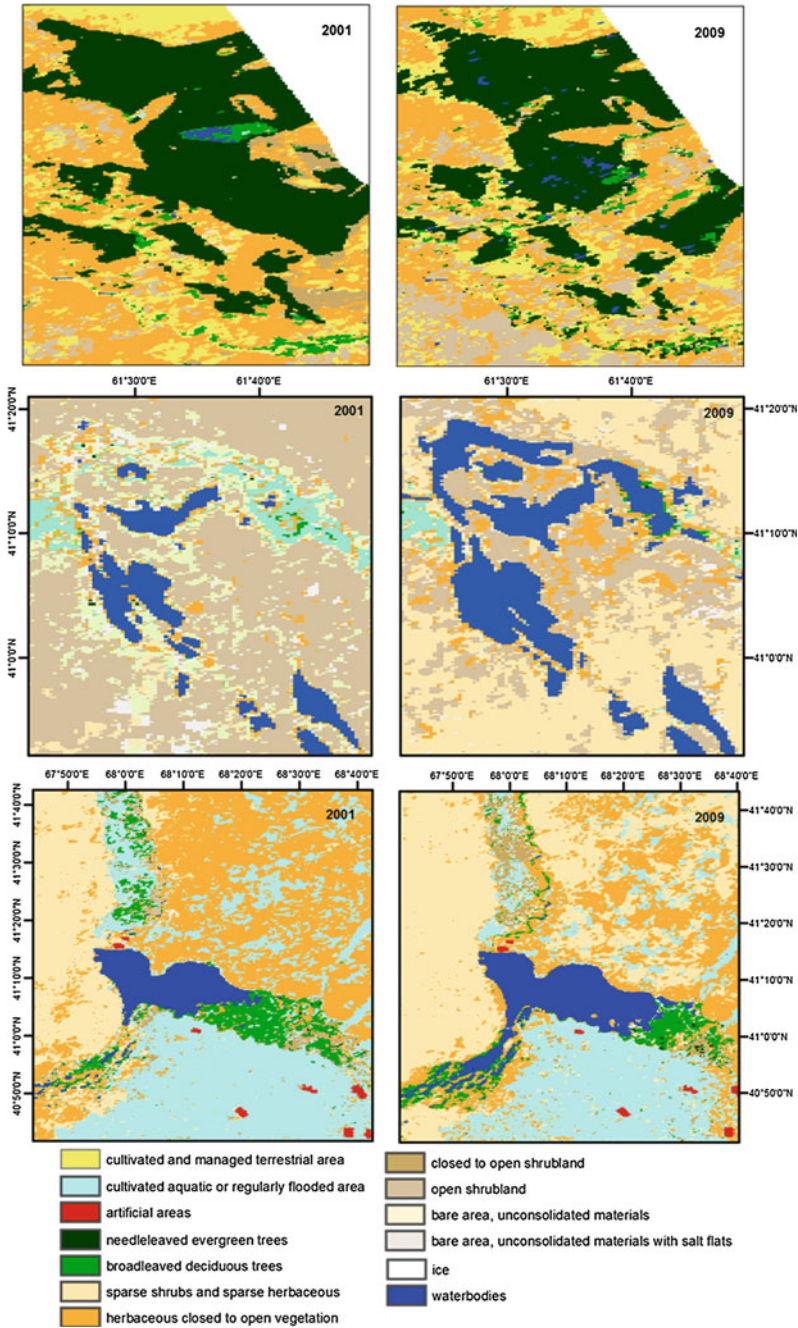 2001
2009
61°30'0"E
61°40'0"E
61°30'0"E
61°40'0"E
41°20'0"N
41°10'0"N
41°0'0"N
2001
2009
41°20'0"N
41°10'0"N
41°0'0"N
67°50'0"E
68°0'0"E
68°10'0"E
68°20'0"E
68°30'0"E
68°40'0"E
67°50'0"E
68°0'0"E
68°10'0"E
68°20'0"E
68°30'0"E
68°40'0"E
41°40'0"N
41°30'0"N
41°20'0"N
41°10'0"N
41°0'0"N
40°50'0"N
2001
2009
41°40'0"N
41°30'0"N
41°20'0"N
41°10'0"N
41°0'0"N
40°50'0"N
cultivated and managed terrestrial area
cultivated aquatic or regularly flooded area
artificial areas
needleleaved evergreen trees
broadleaved deciduous trees
sparse shrubs and sparse herbaceous
herbaceous closed to open vegetation
closed to open shrubland
open shrubland
bare area, unconsolidated materials
bare area, unconsolidated materials with salt flats
ice
waterbodies